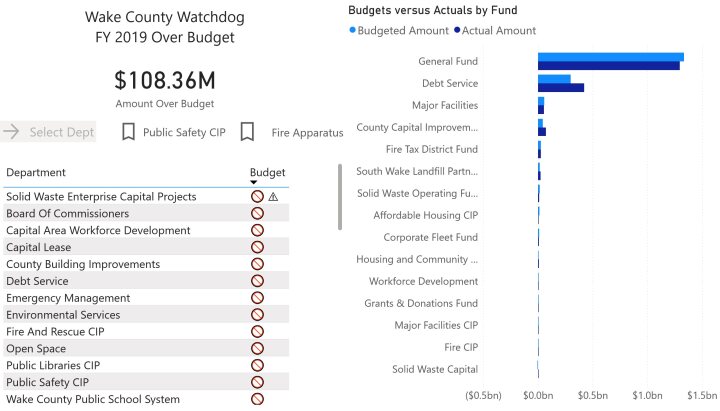 Wake County Watchdog
FY 2019 Over Budget
$108.36M
Amount Over Budget
Select Dept
Public Safety CIP
Fire Apparatus
Department
Budget
Solid Waste Enterprise Capital Projects
Board Of Commissioners
Capital Area Workforce Development
Capital Lease
County Building Improvements
Debt Service
Emergency Management
Environmental Services
Fire And Rescue CIP
Open Space
Public Libraries CIP
Public Safety CIP
Wake County Public School System
Budgets versus Actuals by Fund
Budgeted Amount
Actual Amount
General Fund
Debt Service
Major Facilities
County Capital Improvem...
Fire Tax District Fund
South Wake Landfill Partn...
Solid Waste Operating Fu...
Affordable Housing CIP
Corporate Fleet Fund
Housing and Community ...
Workforce Development
Grants & Donations Fund
Major Facilities CIP
Fire CIP
Solid Waste Capital
($0.5bn) $0.0bn $0.5bn $1.0bn $1.5bn